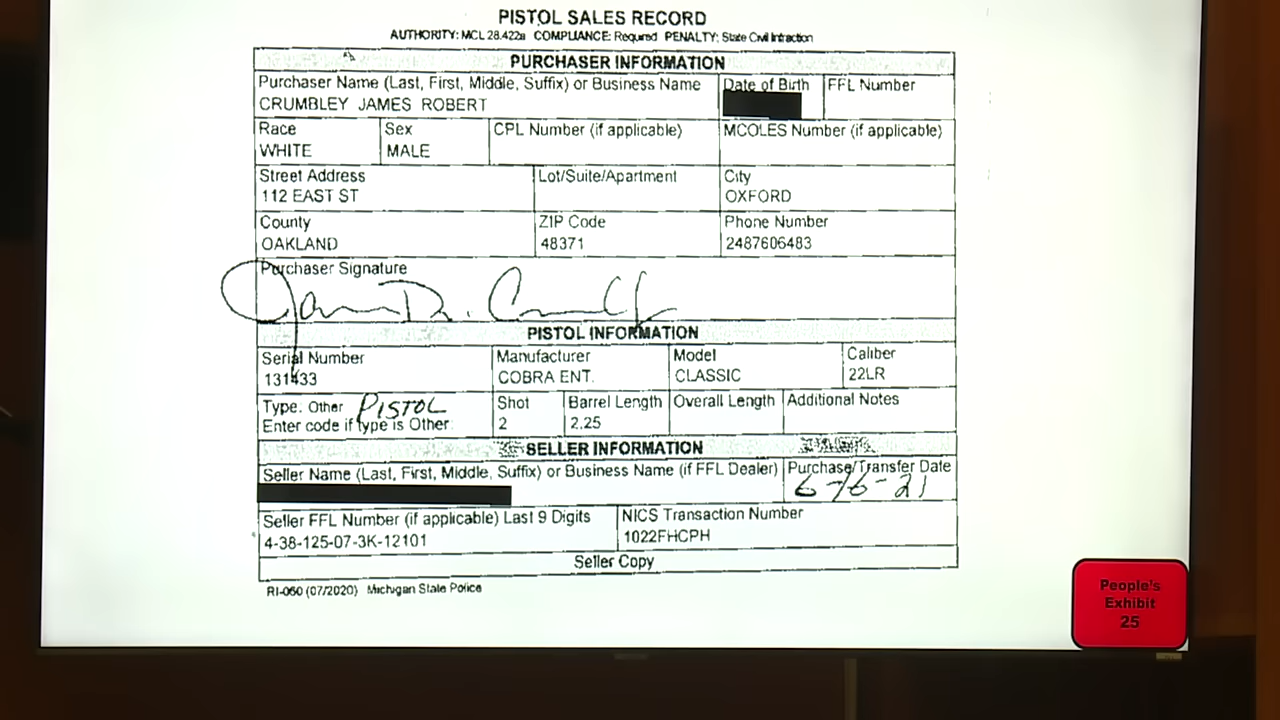 PISTOL SALES RECORD
AUTHORITY: MCL 28.422a COMPLIANCE: Required PENALTY: State Civil Infraction
PURCHASER INFORMATION
Purchaser Name (Last, First, Middle, Suffix) or Business Name Date of Birth FFL Number
CRUMBLEY JAMES ROBERT
Race Sex CPL Number (if applicable) MCOLES Number (if applicable)
WHITE MALE
Street Address Lot/Suite/Apartment City
112 EAST ST OXFORD
County ZIP Code Phone Number
OAKLAND 48371 2487606483
Purchaser Signature
PISTOL INFORMATION
Serial Number Manufacturer Model Caliber
131433 COBRA ENT. CLASSIC 22LR
Type: Other PISTOL Shot Barrel Length Overall Length Additional Notes
Enter code if type is Other: 2 2.25
SELLER INFORMATION
Seller Name (Last, First, Middle, Suffix) or Business Name (if FFL Dealer) Purchase/Transfer Date
6-16-21
Seller FFL Number (if applicable) Last 9 Digits NICS Transaction Number
4-38-125-07-3K-12101 1022FHCPH
Seller Copy
RI-060 (07/2020) Michigan State Police
People's
Exhibit
25